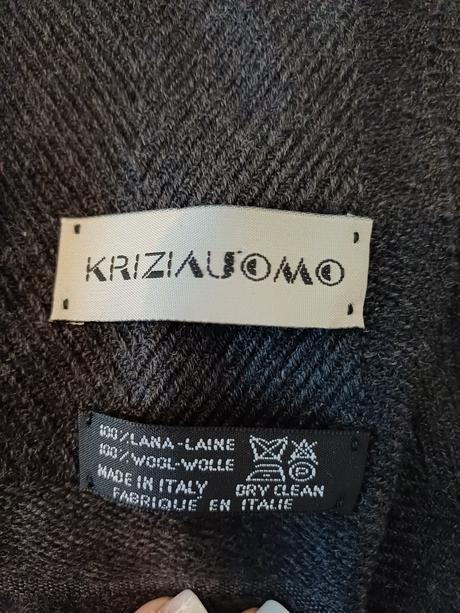 KRIZIAUOMO
100%LANA-LAINE
100%WOOL-WOLLE
MADE IN ITALY
DRY CLEAN
FABRIQUE EN ITALIE